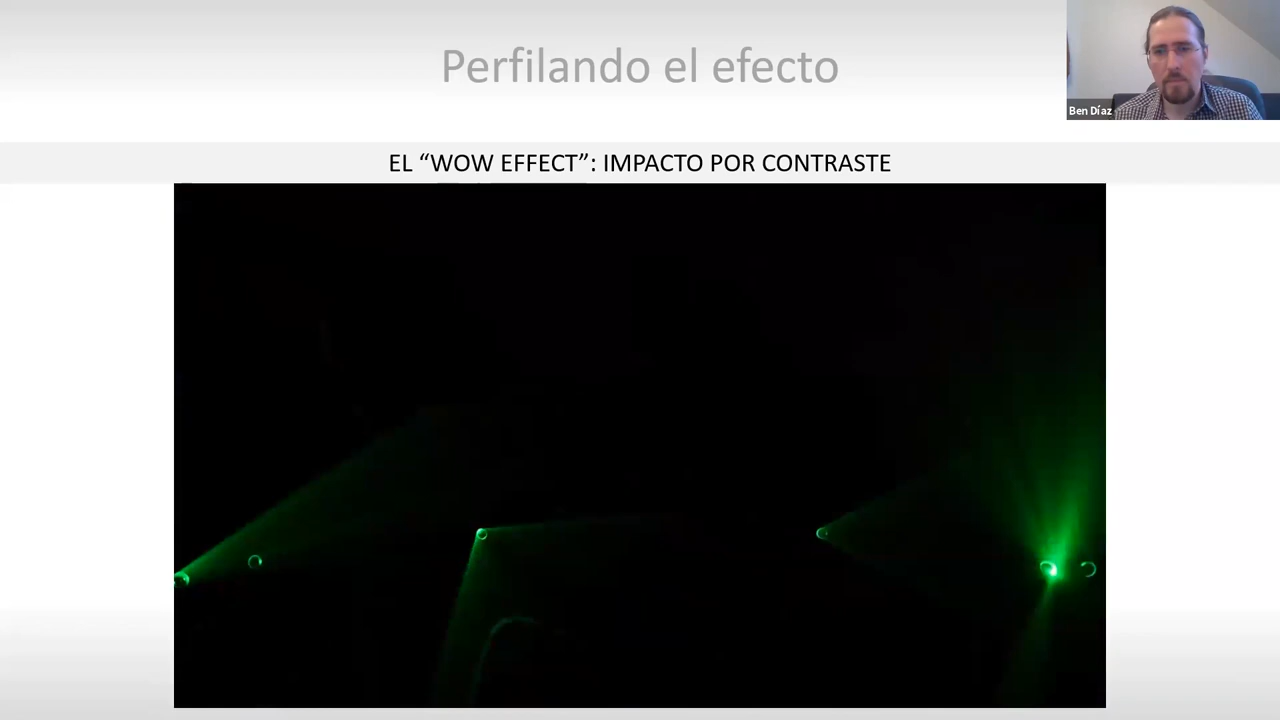 Perfilando el efecto
Ben Díaz
EL “WOW EFFECT”: IMPACTO POR CONTRASTE